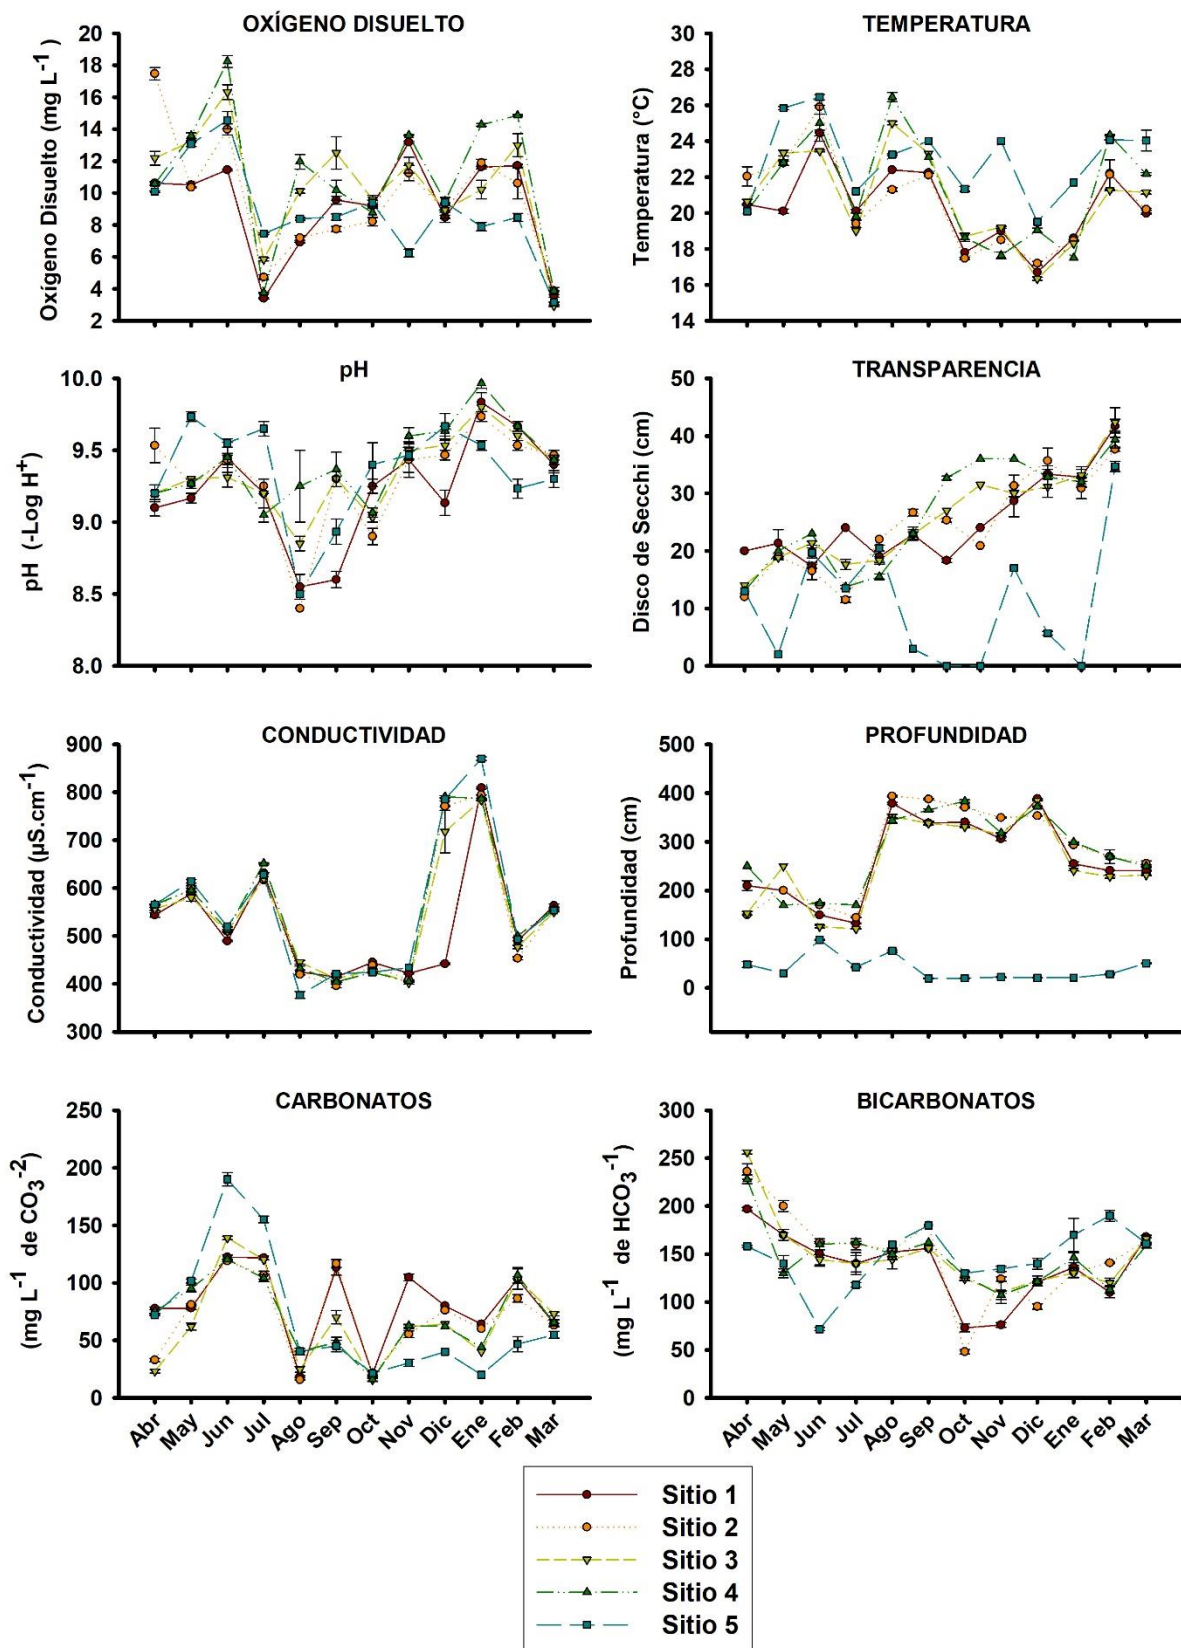 OXÍGENO DISUELTO
Oxígeno Disuelto (mg L⁻¹)
20
18
16
14
12
10
8
6
4
2
TEMPERATURA
Temperatura (°C)
30
28
26
24
22
20
18
16
14
pH
pH (-Log H⁺)
10.0
9.5
9.0
8.5
8.0
TRANSPARENCIA
Disco de Secchi (cm)
50
40
30
20
10
0
CONDUCTIVIDAD
Conductividad (µS.cm⁻¹)
900
800
700
600
500
400
300
PROFUNDIDAD
Profundidad (cm)
500
400
300
200
100
0
CARBONATOS
(mg L⁻¹ de CO₃⁻²)
250
200
150
100
50
0
Abr May Jun Jul Ago Sep Oct Nov Dic Ene Feb Mar
BICARBONATOS
(mg L⁻¹ de HCO₃⁻¹)
300
250
200
150
100
50
0
Abr May Jun Jul Ago Sep Oct Nov Dic Ene Feb Mar
Sitio 1
Sitio 2
Sitio 3
Sitio 4
Sitio 5